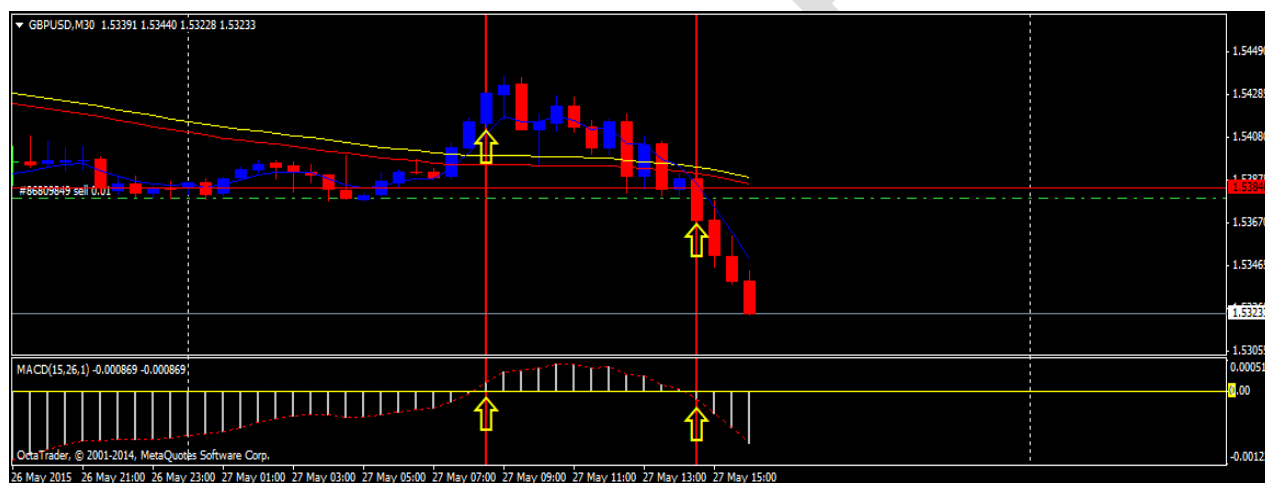 GBPUSD,M30 1.53391 1.53440 1.53228 1.53233
1.54490
1.54285
1.54080
1.53875
#86809849 sell 0.01
1.53840
1.53670
1.53465
1.53233
1.53055
MACD(15,26,1) -0.000869 -0.000869
0.00051
0.00
OctaTrader, © 2001-2014, MetaQuotes Software Corp.
-0.0012
26 May 2015 26 May 21:00 26 May 23:00 27 May 01:00 27 May 03:00 27 May 05:00 27 May 07:00 27 May 09:00 27 May 11:00 27 May 13:00 27 May 15:00